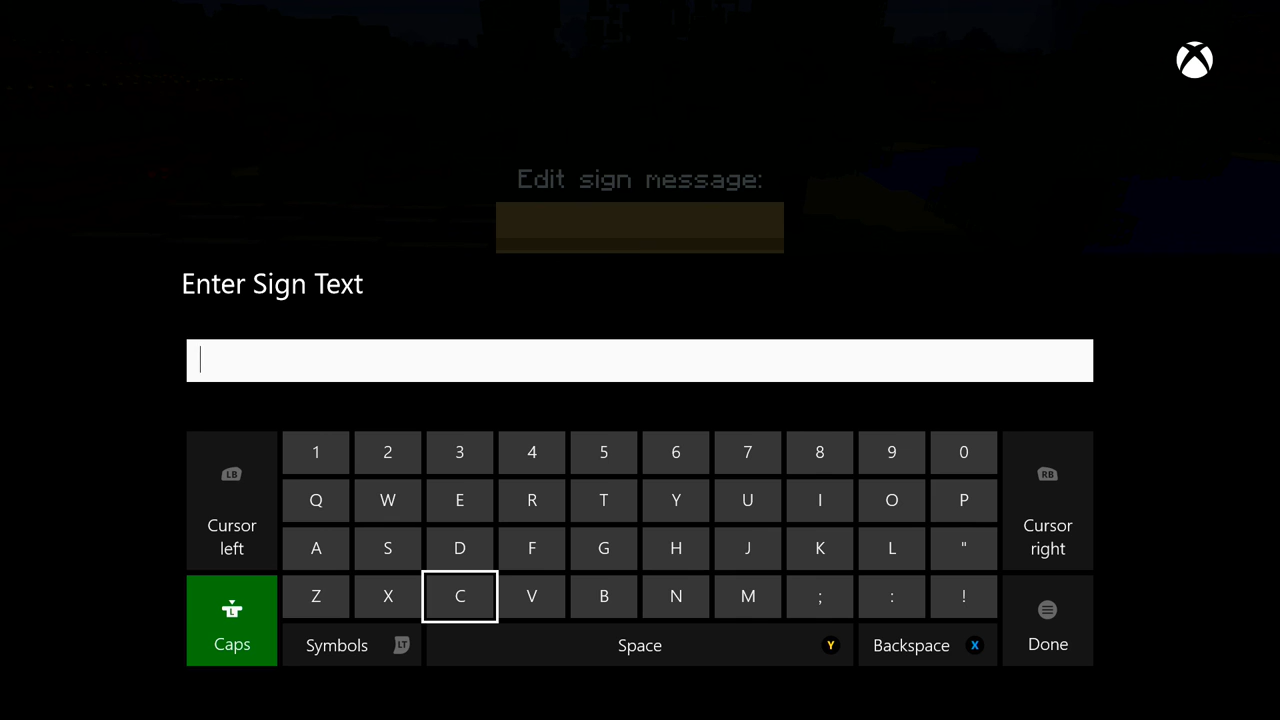 Edit sign message:
Enter Sign Text
LB
Cursor left
1 2 3 4 5 6 7 8 9 0
Q W E R T Y U I O P
A S D F G H J K L "
Z X C V B N M ; : !
RB
Cursor right
L
Caps
Symbols LT
Space Y
Backspace X
Done